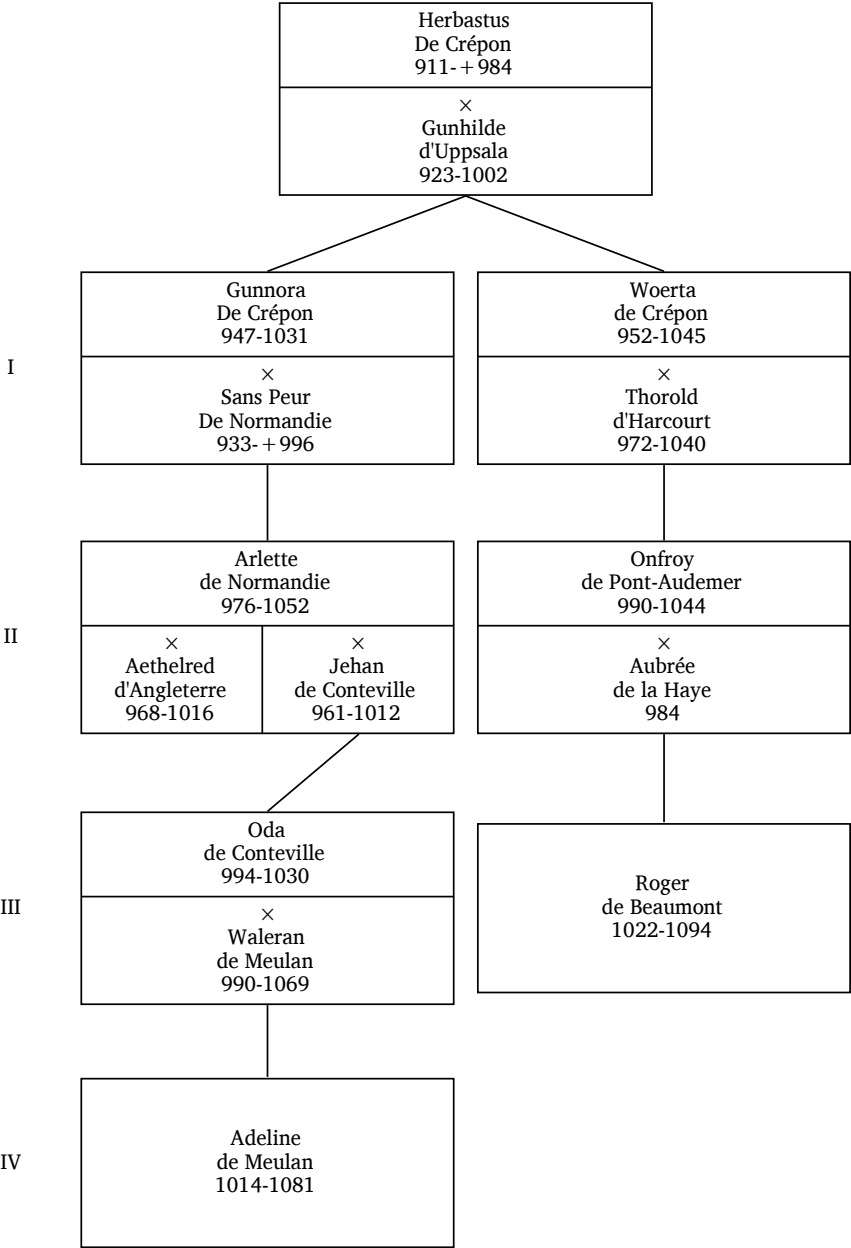 Herbastus
De Crépon
911-+984
×
Gunhilde
d'Uppsala
923-1002
I
Gunnora
De Crépon
947-1031
×
Sans Peur
De Normandie
933-+996
Woerta
de Crépon
952-1045
×
Thorold
d'Harcourt
972-1040
II
Arlette
de Normandie
976-1052
×
Aethelred
d'Angleterre
968-1016
×
Jehan
de Conteville
961-1012
Onfroy
de Pont-Audemer
990-1044
×
Aubrée
de la Haye
984
III
Oda
de Conteville
994-1030
×
Waleran
de Meulan
990-1069
Roger
de Beaumont
1022-1094
IV
Adeline
de Meulan
1014-1081